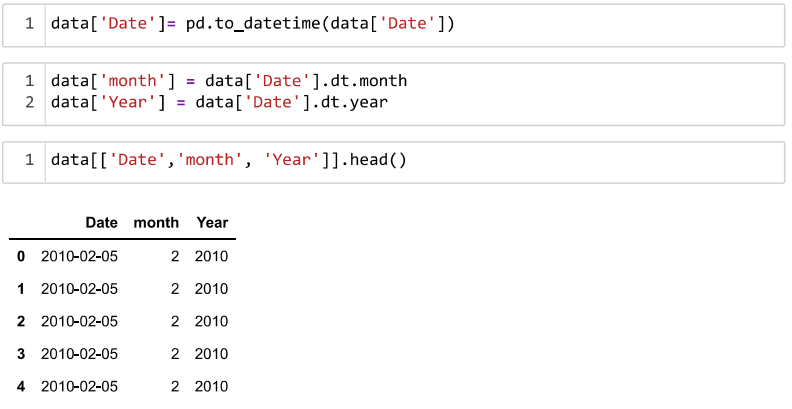 1 data['Date']= pd.to_datetime(data['Date'])
1 data['month'] = data['Date'].dt.month
2 data['Year'] = data['Date'].dt.year
1 data[['Date','month', 'Year']].head()
Date month Year
0 2010-02-05 2 2010
1 2010-02-05 2 2010
2 2010-02-05 2 2010
3 2010-02-05 2 2010
4 2010-02-05 2 2010